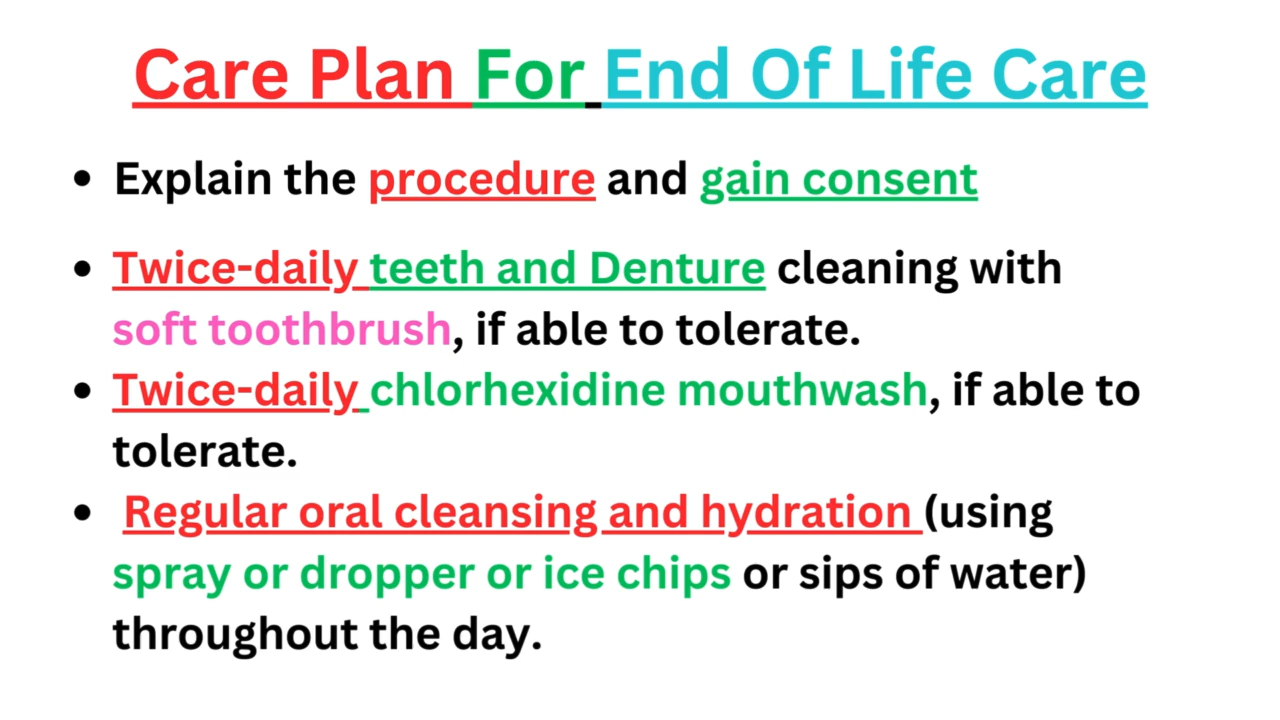 Care Plan For End Of Life Care
• Explain the procedure and gain consent
• Twice-daily teeth and Denture cleaning with
soft toothbrush, if able to tolerate.
• Twice-daily chlorhexidine mouthwash, if able to
tolerate.
• Regular oral cleansing and hydration (using
spray or dropper or ice chips or sips of water)
throughout the day.